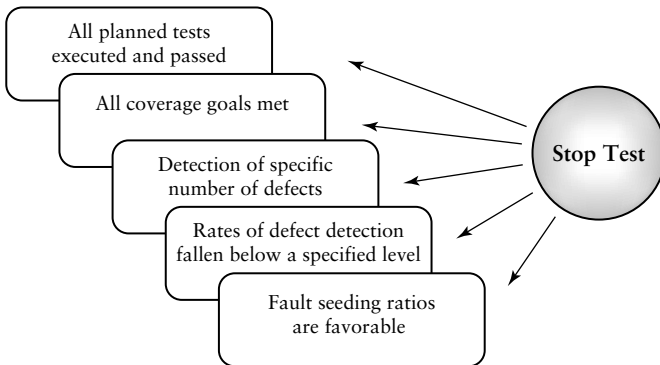 All planned tests
executed and passed
All coverage goals met
Stop Test
Detection of specific
number of defects
Rates of defect detection
fallen below a specified level
Fault seeding ratios
are favorable